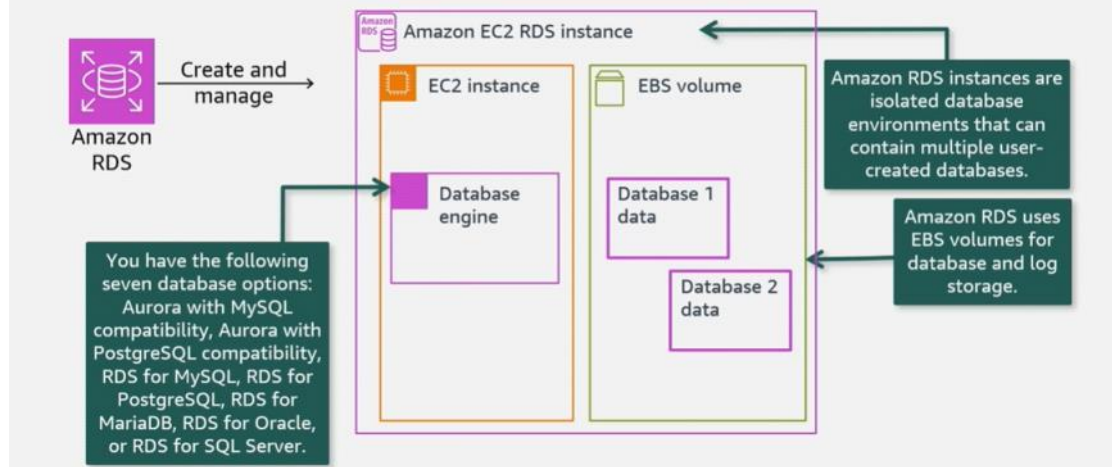 Amazon
RDS
Amazon EC2 RDS instance
Create and
manage
Amazon
RDS
EC2 instance
EBS volume
Amazon RDS instances are
isolated database
environments that can
contain multiple user-
created databases.
Database
engine
Database 1
data
Database 2
data
Amazon RDS uses
EBS volumes for
database and log
storage.
You have the following
seven database options:
Aurora with MySQL
compatibility, Aurora with
PostgreSQL compatibility,
RDS for MySQL, RDS for
PostgreSQL, RDS for
MariaDB, RDS for Oracle,
or RDS for SQL Server.